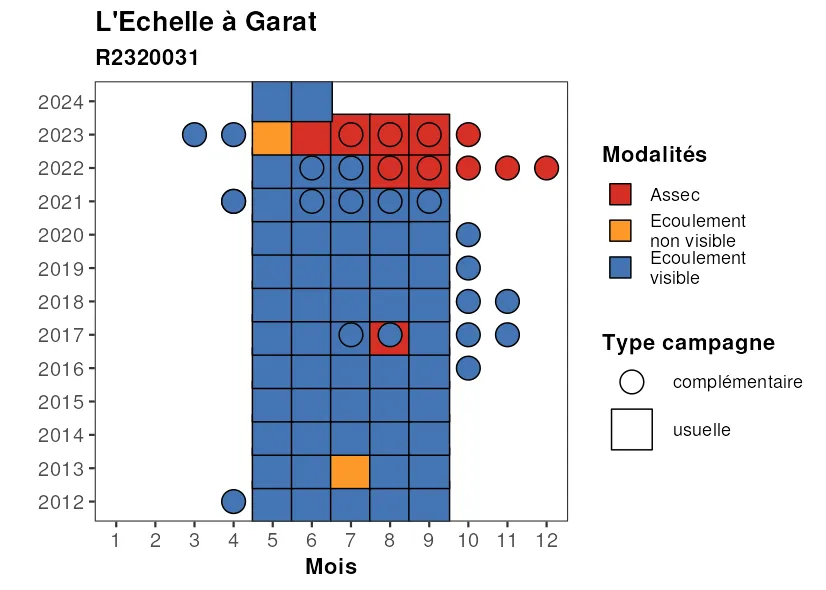 L'Echelle à Garat
R2320031
2024
2023
2022
2021
2020
2019
2018
2017
2016
2015
2014
2013
2012
1 2 3 4 5 6 7 8 9 10 11 12
Mois
Modalités
Assec
Ecoulement
non visible
Ecoulement
visible
Type campagne
complémentaire
usuelle